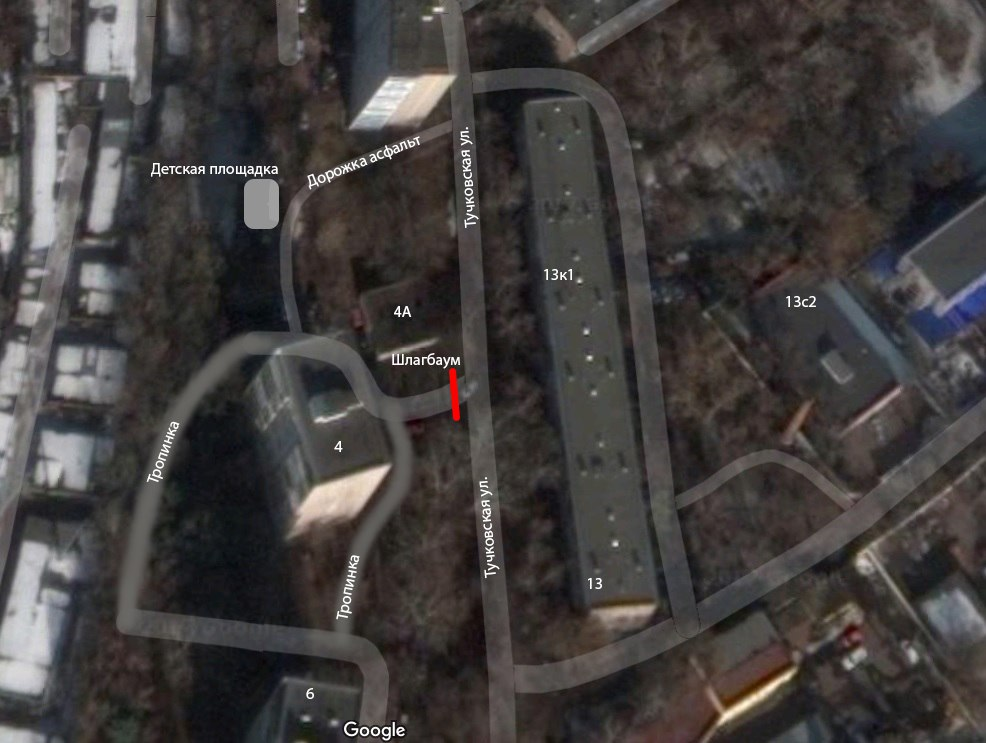 Детская площадка
Дорожка асфальт
Тучковская ул.
13к1
13с2
4А
Шлагбаум
4
Тропинка
Тучковская ул.
Тропинка
13
6
Google